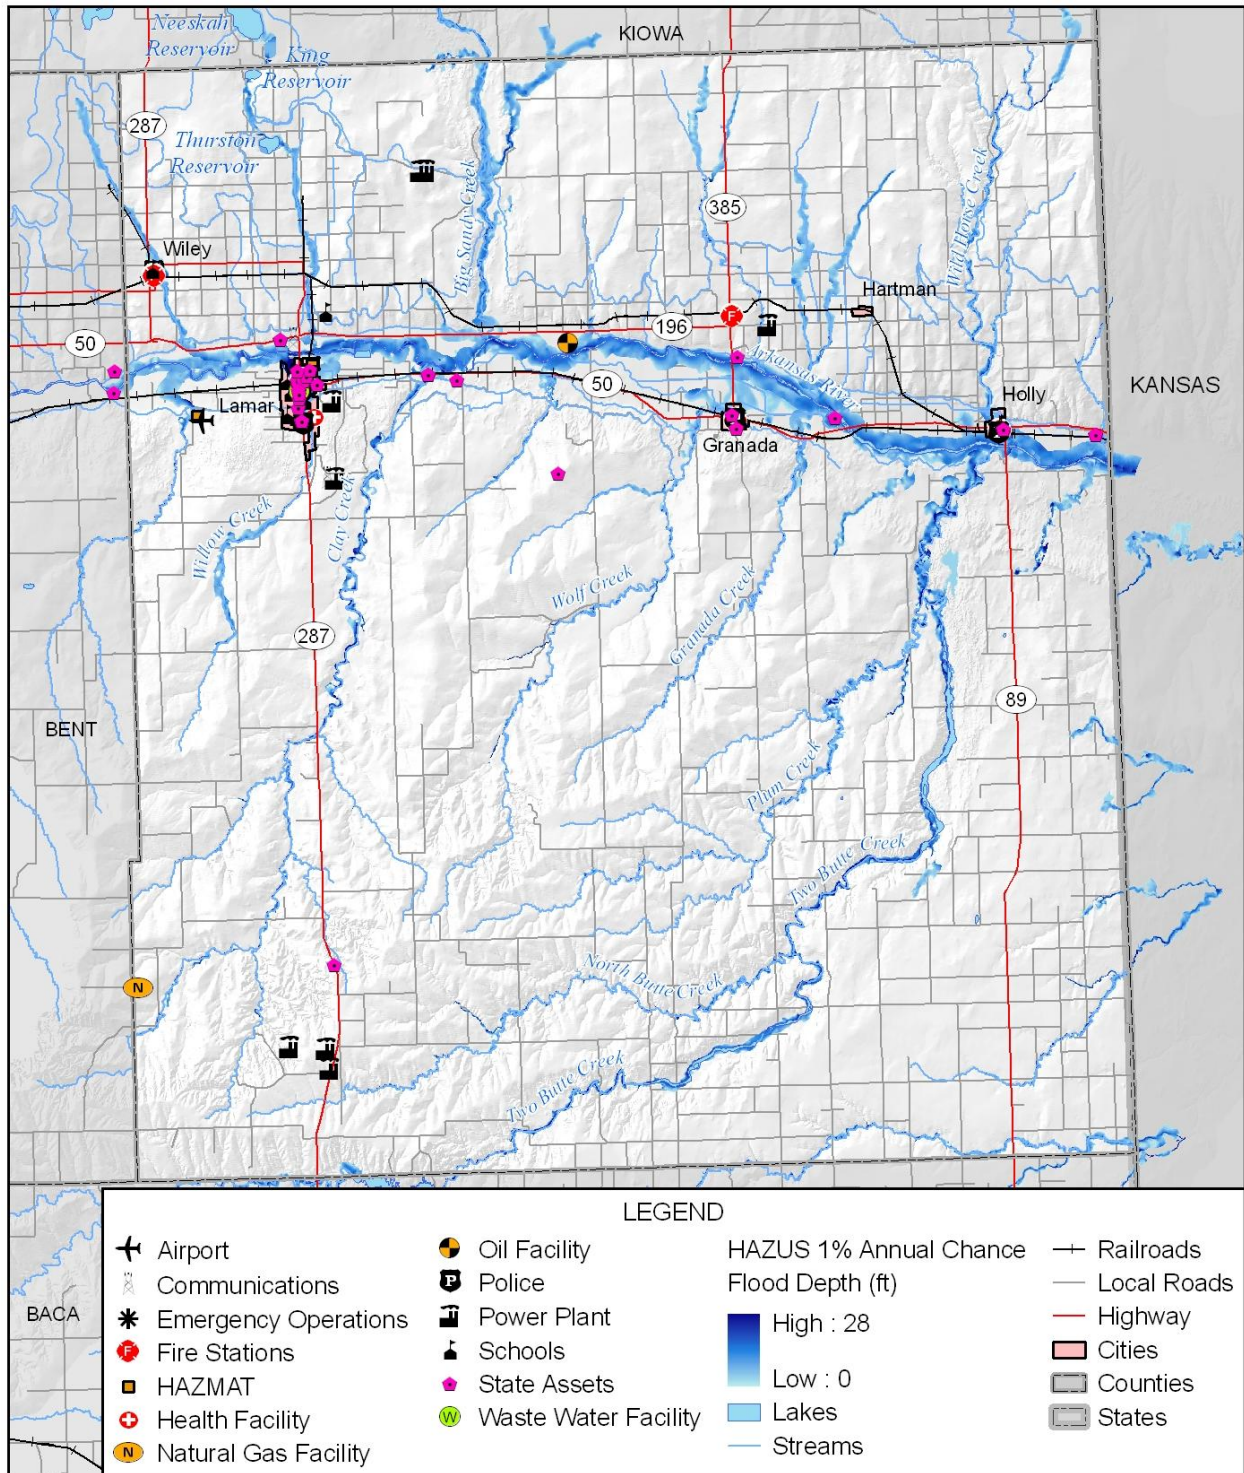 Neeskah
Reservoir
King
Reservoir
KIOWA
287
Thurston
Reservoir
Big Sandy Creek
385
Wild Horse Creek
Wiley
Hartman
F
196
50
Arkansas River
50
KANSAS
Lamar
Holly
Granada
Willow Creek
Clay Creek
Wolf Creek
Granada Creek
287
89
BENT
Plum Creek
Two Butte Creek
North Butte Creek
N
Two Butte Creek
BACA
LEGEND
Airport
Communications
Emergency Operations
F Fire Stations
HAZMAT
Health Facility
N Natural Gas Facility
Oil Facility
P Police
Power Plant
Schools
State Assets
W Waste Water Facility
HAZUS 1% Annual Chance
Flood Depth (ft)
High : 28
Low : 0
Lakes
Streams
Railroads
Local Roads
Highway
Cities
Counties
States